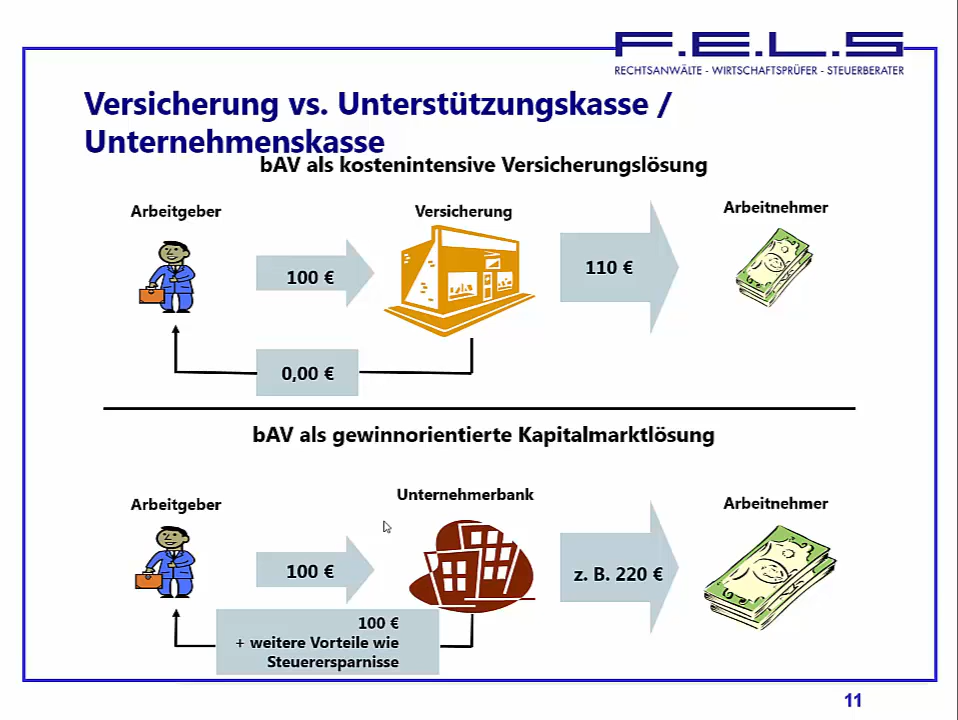 F.E.L.S
RECHTSANWÄLTE - WIRTSCHAFTSPRÜFER - STEUERBERATER
Versicherung vs. Unterstützungskasse /
Unternehmenskasse
bAV als kostenintensive Versicherungslösung
Arbeitgeber
Versicherung
Arbeitnehmer
100 €
110 €
0,00 €
bAV als gewinnorientierte Kapitalmarktlösung
Arbeitgeber
Unternehmerbank
Arbeitnehmer
100 €
z. B. 220 €
100 €
+ weitere Vorteile wie
Steuerersparnisse
11